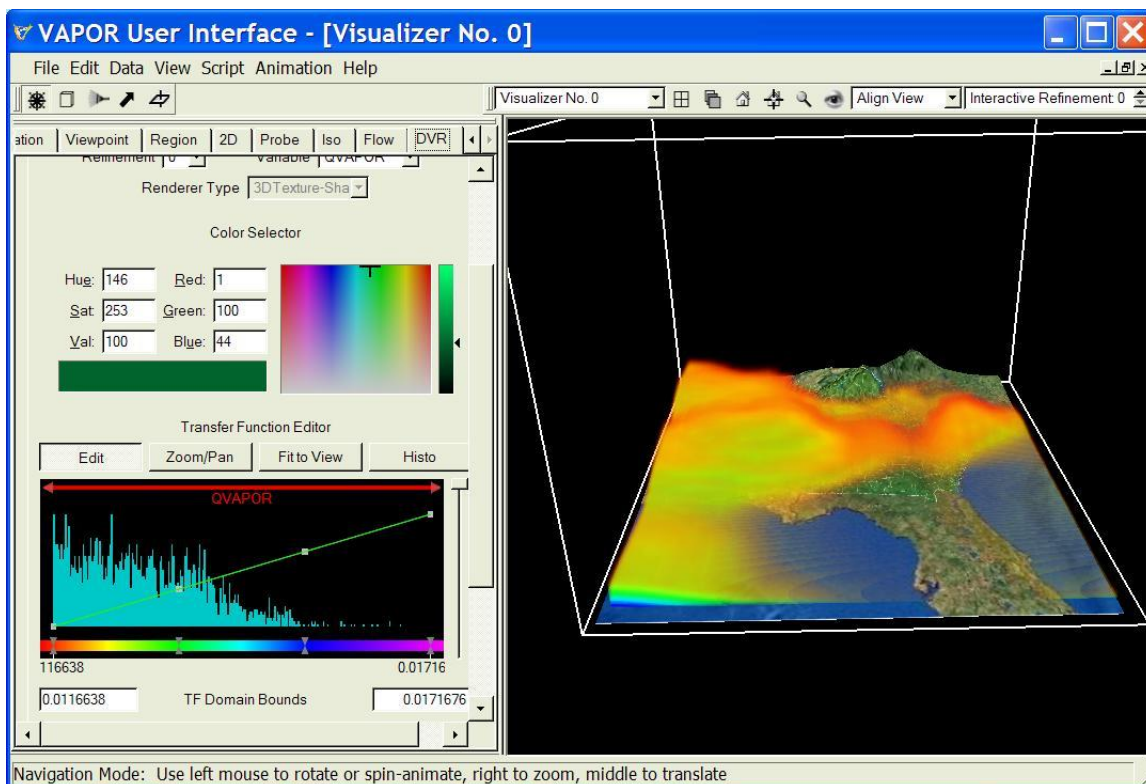 VAPOR User Interface - [Visualizer No. 0]
File Edit Data View Script Animation Help
Visualizer No. 0 Align View Interactive Refinement: 0
ation Viewpoint Region 2D Probe Iso Flow DVR
Refinement 0 Variable QVAPOR
Renderer Type 3DTexture-Sha
Color Selector
Hue: 146 Red: 1
Sat: 253 Green: 100
Val: 100 Blue: 44
Transfer Function Editor
Edit Zoom/Pan Fit to View Histo
QVAPOR
116638 0.01716
0.0116638 TF Domain Bounds 0.0171676
Navigation Mode: Use left mouse to rotate or spin-animate, right to zoom, middle to translate